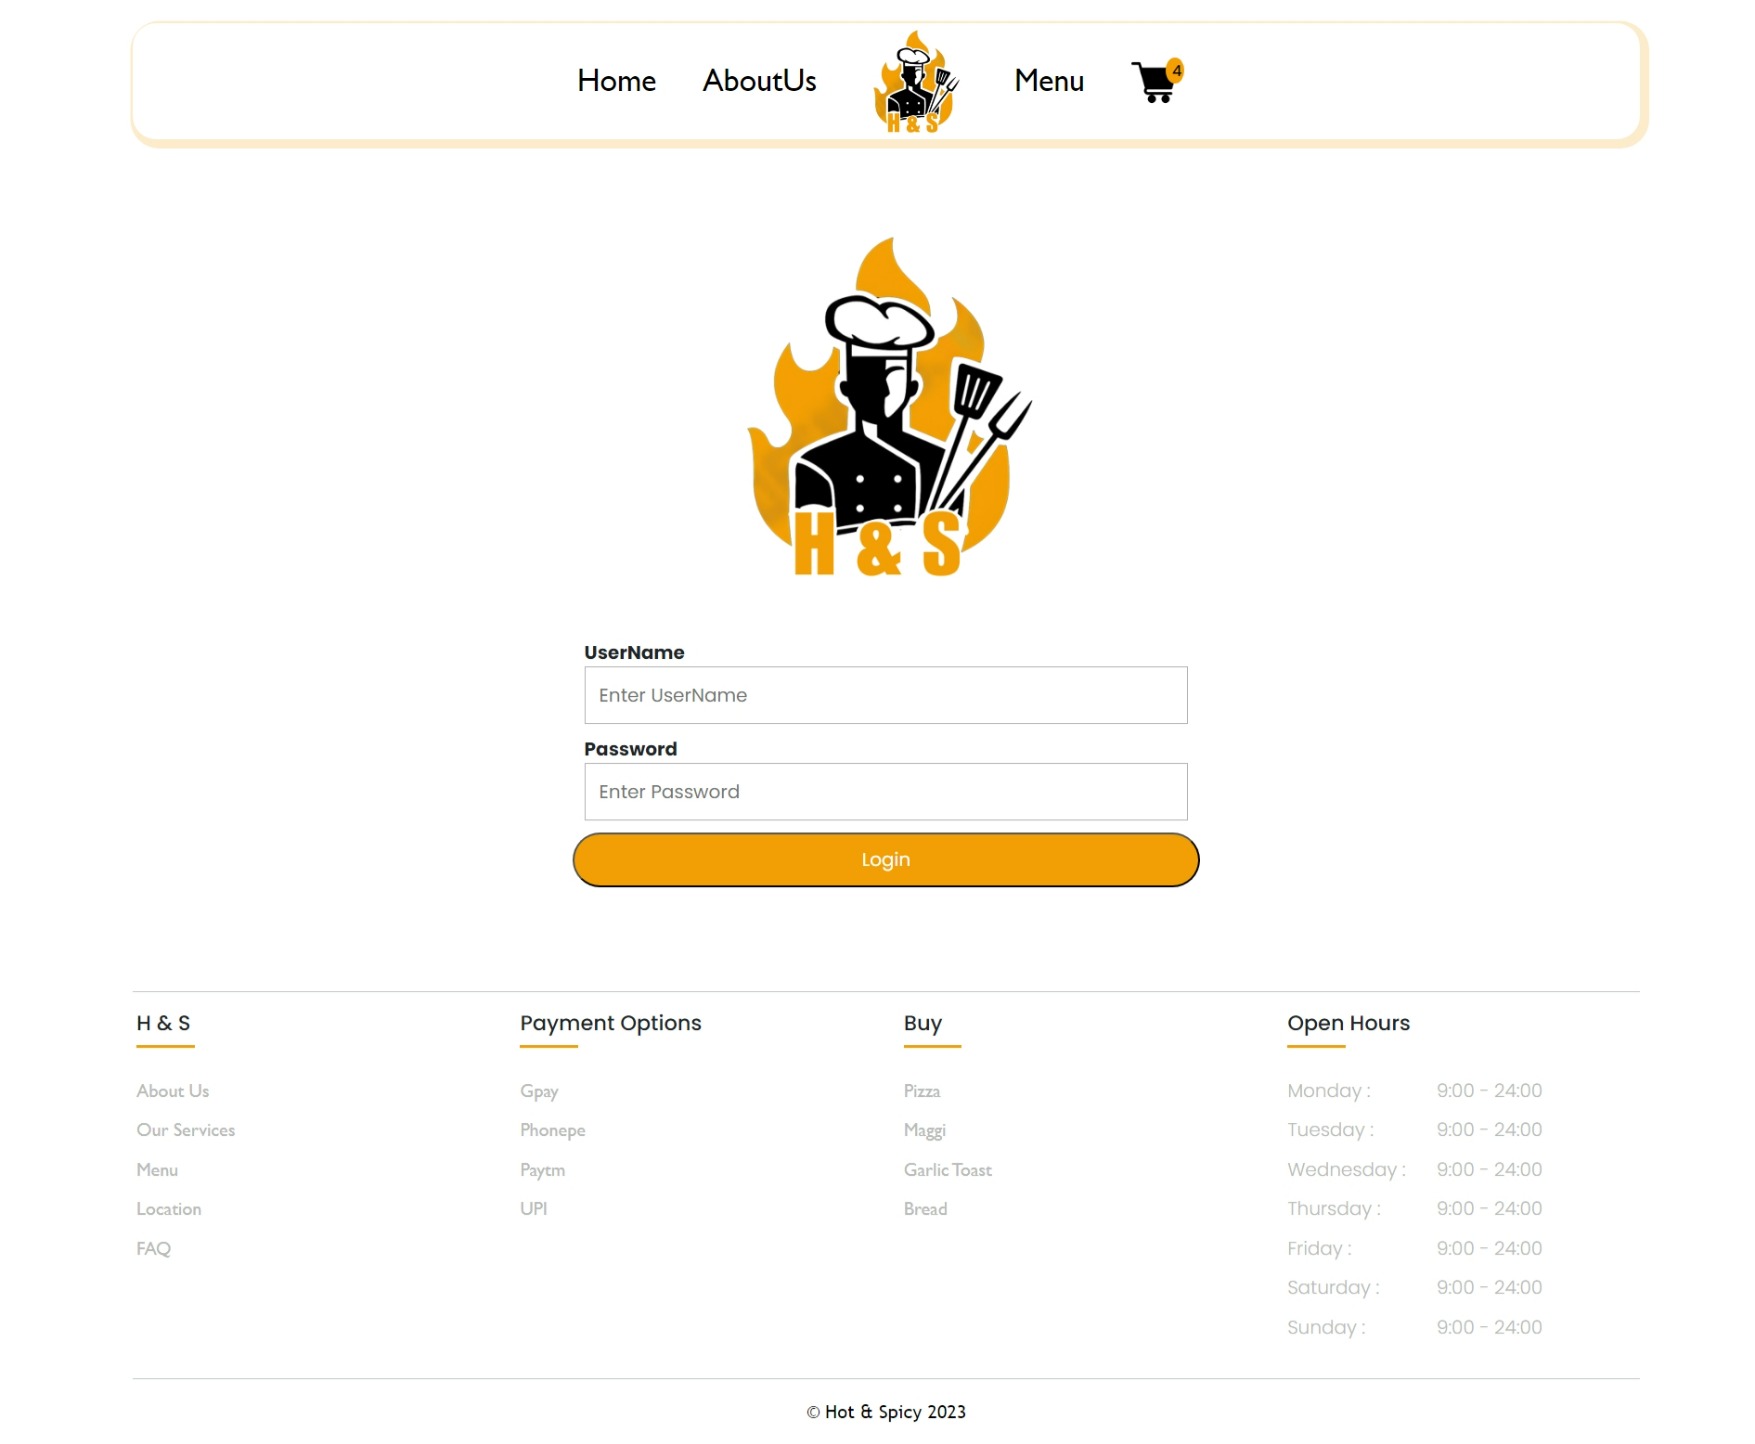 Home AboutUs H & S Menu 4
H & S
UserName
Enter UserName
Password
Enter Password
Login
H & S
About Us
Our Services
Menu
Location
FAQ
Payment Options
Gpay
Phonepe
Paytm
UPI
Buy
Pizza
Maggi
Garlic Toast
Bread
Open Hours
Monday : 9:00 - 24:00
Tuesday : 9:00 - 24:00
Wednesday : 9:00 - 24:00
Thursday : 9:00 - 24:00
Friday : 9:00 - 24:00
Saturday : 9:00 - 24:00
Sunday : 9:00 - 24:00
© Hot & Spicy 2023